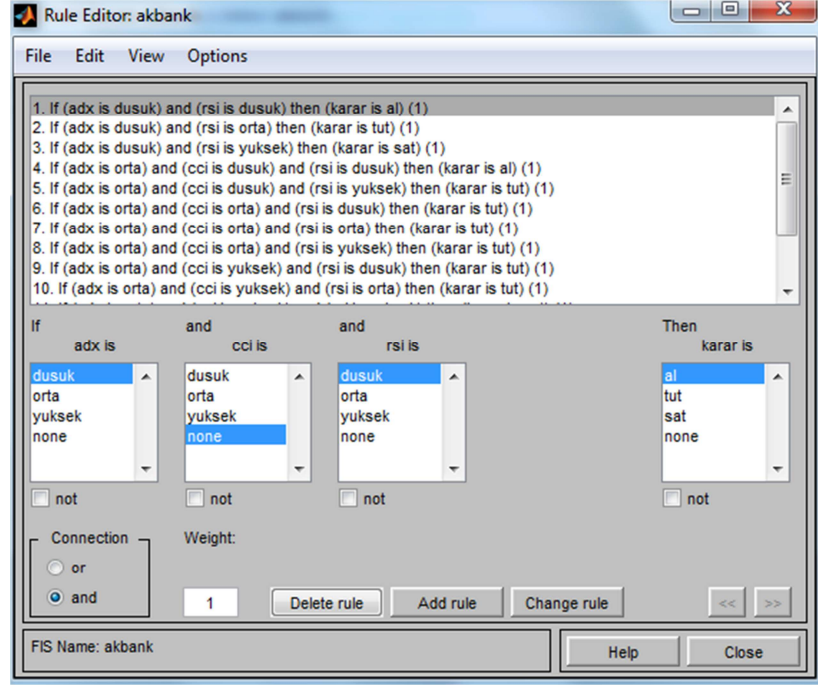 Rule Editor: akbank
File Edit View Options
1. If (adx is dusuk) and (rsi is dusuk) then (karar is al) (1)
2. If (adx is dusuk) and (rsi is orta) then (karar is tut) (1)
3. If (adx is dusuk) and (rsi is yuksek) then (karar is sat) (1)
4. If (adx is orta) and (cci is dusuk) and (rsi is dusuk) then (karar is al) (1)
5. If (adx is orta) and (cci is dusuk) and (rsi is yuksek) then (karar is tut) (1)
6. If (adx is orta) and (cci is orta) and (rsi is dusuk) then (karar is tut) (1)
7. If (adx is orta) and (cci is orta) and (rsi is orta) then (karar is tut) (1)
8. If (adx is orta) and (cci is orta) and (rsi is yuksek) then (karar is tut) (1)
9. If (adx is orta) and (cci is yuksek) and (rsi is dusuk) then (karar is tut) (1)
10. If (adx is orta) and (cci is yuksek) and (rsi is orta) then (karar is tut) (1)
If and and Then
adx is cci is rsi is karar is
dusuk dusuk dusuk al
orta orta orta tut
yuksek yuksek yuksek sat
none none none none
not not not not
Connection Weight:
or
and 1 Delete rule Add rule Change rule << >>
FIS Name: akbank Help Close